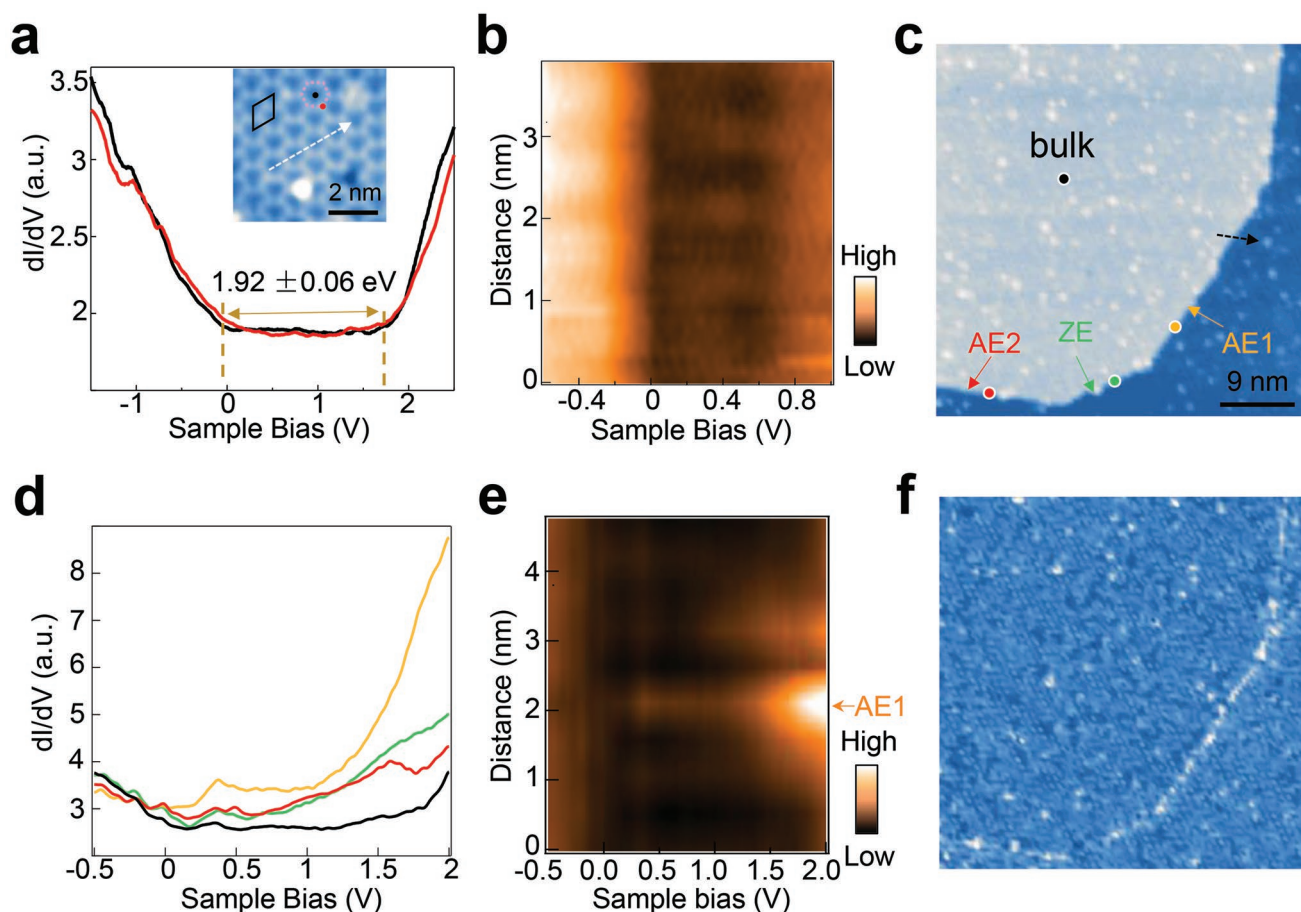 a
3.5
3
2.5
2
dI/dV (a.u.)
2 nm
1.92 ±0.06 eV
-1 0 1 2
Sample Bias (V)
b
3
2
1
0
Distance (nm)
High
Low
-0.4 0 0.4 0.8
Sample Bias (V)
c
bulk
AE2
ZE
AE1
9 nm
d
8
7
6
5
4
3
dI/dV (a.u.)
-0.5 0 0.5 1 1.5 2
Sample Bias (V)
e
4
3
2
1
0
Distance (nm)
AE1
High
Low
-0.5 0.0 0.5 1.0 1.5 2.0
Sample bias (V)
f